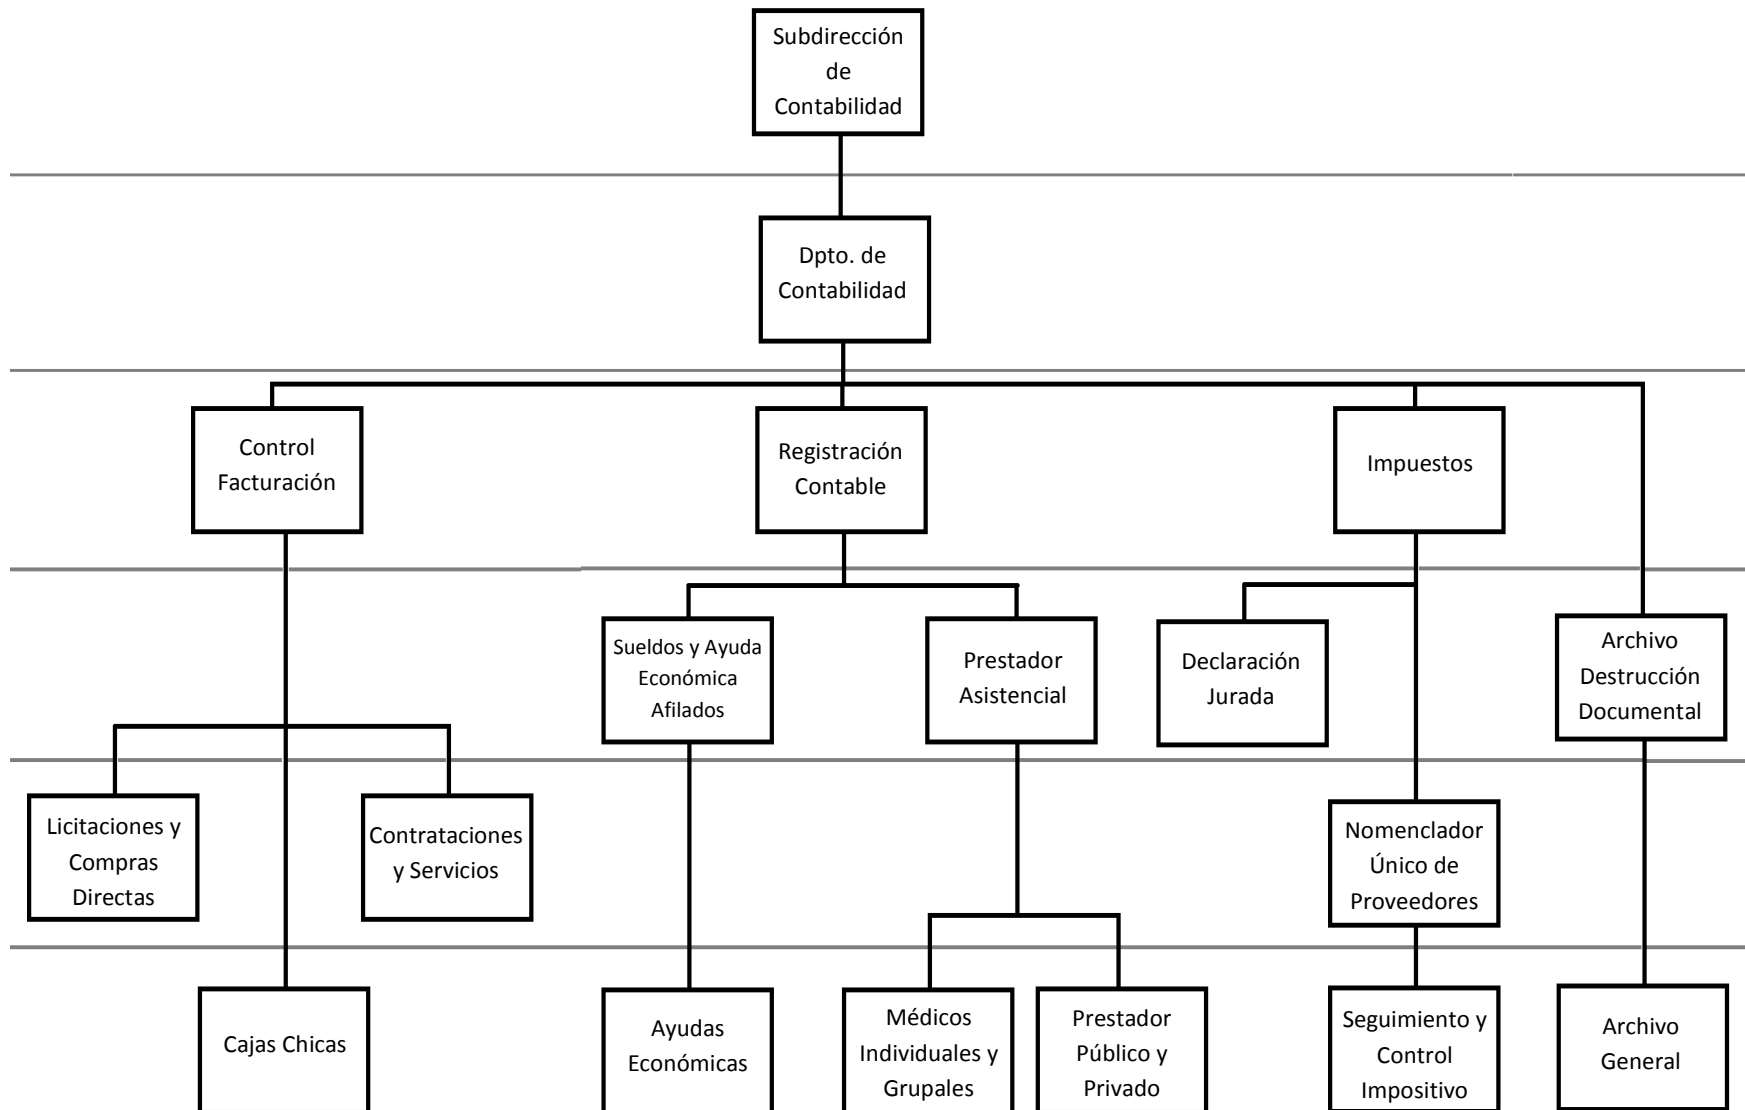 Subdirección
de
Contabilidad
Dpto. de
Contabilidad
Control
Facturación
Registración
Contable
Impuestos
Sueldos y Ayuda
Económica
Afilados
Prestador
Asistencial
Declaración
Jurada
Archivo
Destrucción
Documental
Licitaciones y
Compras
Directas
Contrataciones
y Servicios
Nomenclador
Único de
Proveedores
Cajas Chicas
Ayudas
Económicas
Médicos
Individuales y
Grupales
Prestador
Público y
Privado
Seguimiento y
Control
Impositivo
Archivo
General